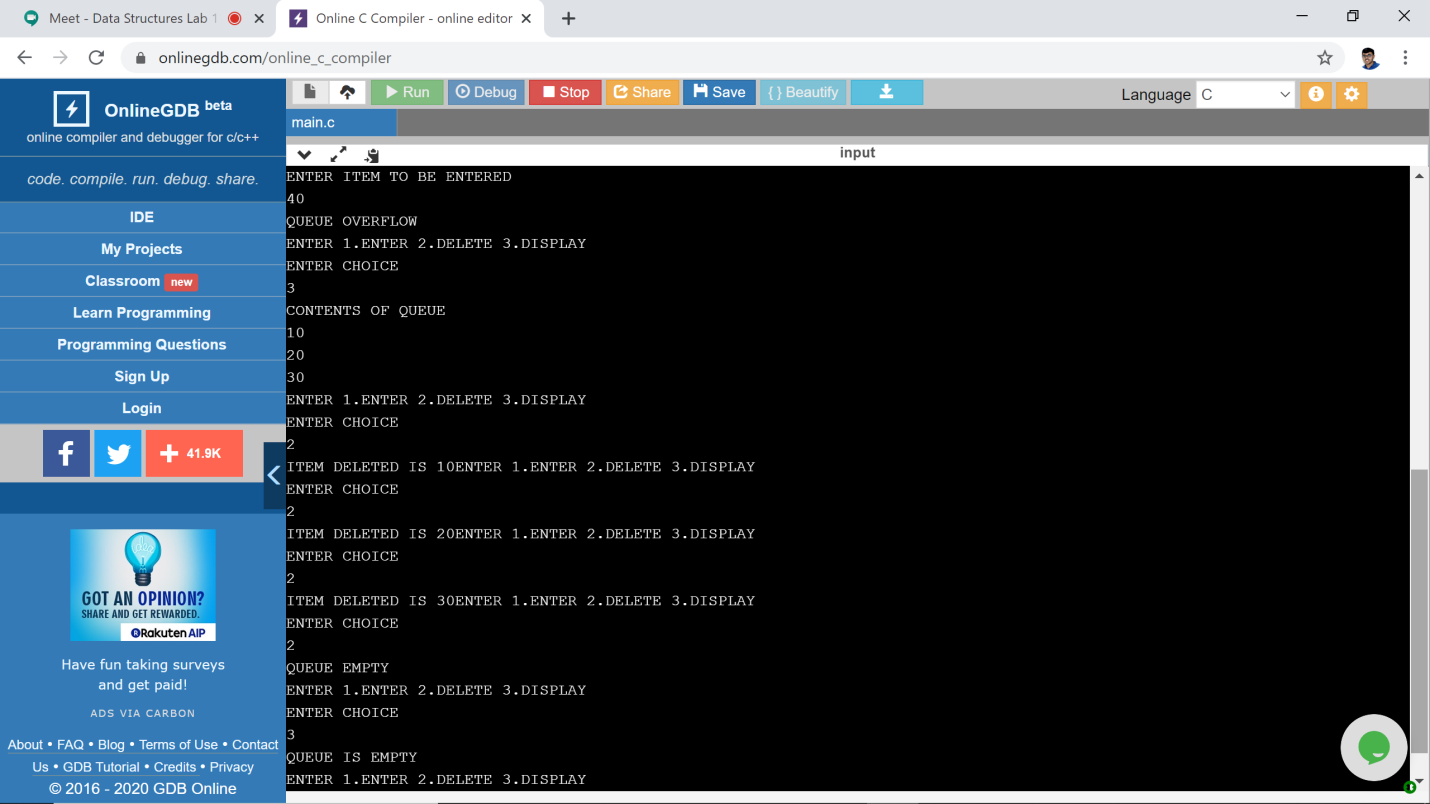 Meet - Data Structures Lab 1
Online C Compiler - online editor
onlinegdb.com/online_c_compiler
OnlineGDB beta
online compiler and debugger for c/c++
code. compile. run. debug. share.
IDE
My Projects
Classroom new
Learn Programming
Programming Questions
Sign Up
Login
41.9K
GOT AN OPINION?
SHARE AND GET REWARDED.
Rakuten AIP
Have fun taking surveys
and get paid!
ADS VIA CARBON
About • FAQ • Blog • Terms of Use • Contact
Us • GDB Tutorial • Credits • Privacy
© 2016 - 2020 GDB Online
Run Debug Stop Share Save { } Beautify
Language C
main.c
input
ENTER ITEM TO BE ENTERED
40
QUEUE OVERFLOW
ENTER 1.ENTER 2.DELETE 3.DISPLAY
ENTER CHOICE
3
CONTENTS OF QUEUE
10
20
30
ENTER 1.ENTER 2.DELETE 3.DISPLAY
ENTER CHOICE
2
ITEM DELETED IS 10ENTER 1.ENTER 2.DELETE 3.DISPLAY
ENTER CHOICE
2
ITEM DELETED IS 20ENTER 1.ENTER 2.DELETE 3.DISPLAY
ENTER CHOICE
2
ITEM DELETED IS 30ENTER 1.ENTER 2.DELETE 3.DISPLAY
ENTER CHOICE
2
QUEUE EMPTY
ENTER 1.ENTER 2.DELETE 3.DISPLAY
ENTER CHOICE
3
QUEUE IS EMPTY
ENTER 1.ENTER 2.DELETE 3.DISPLAY